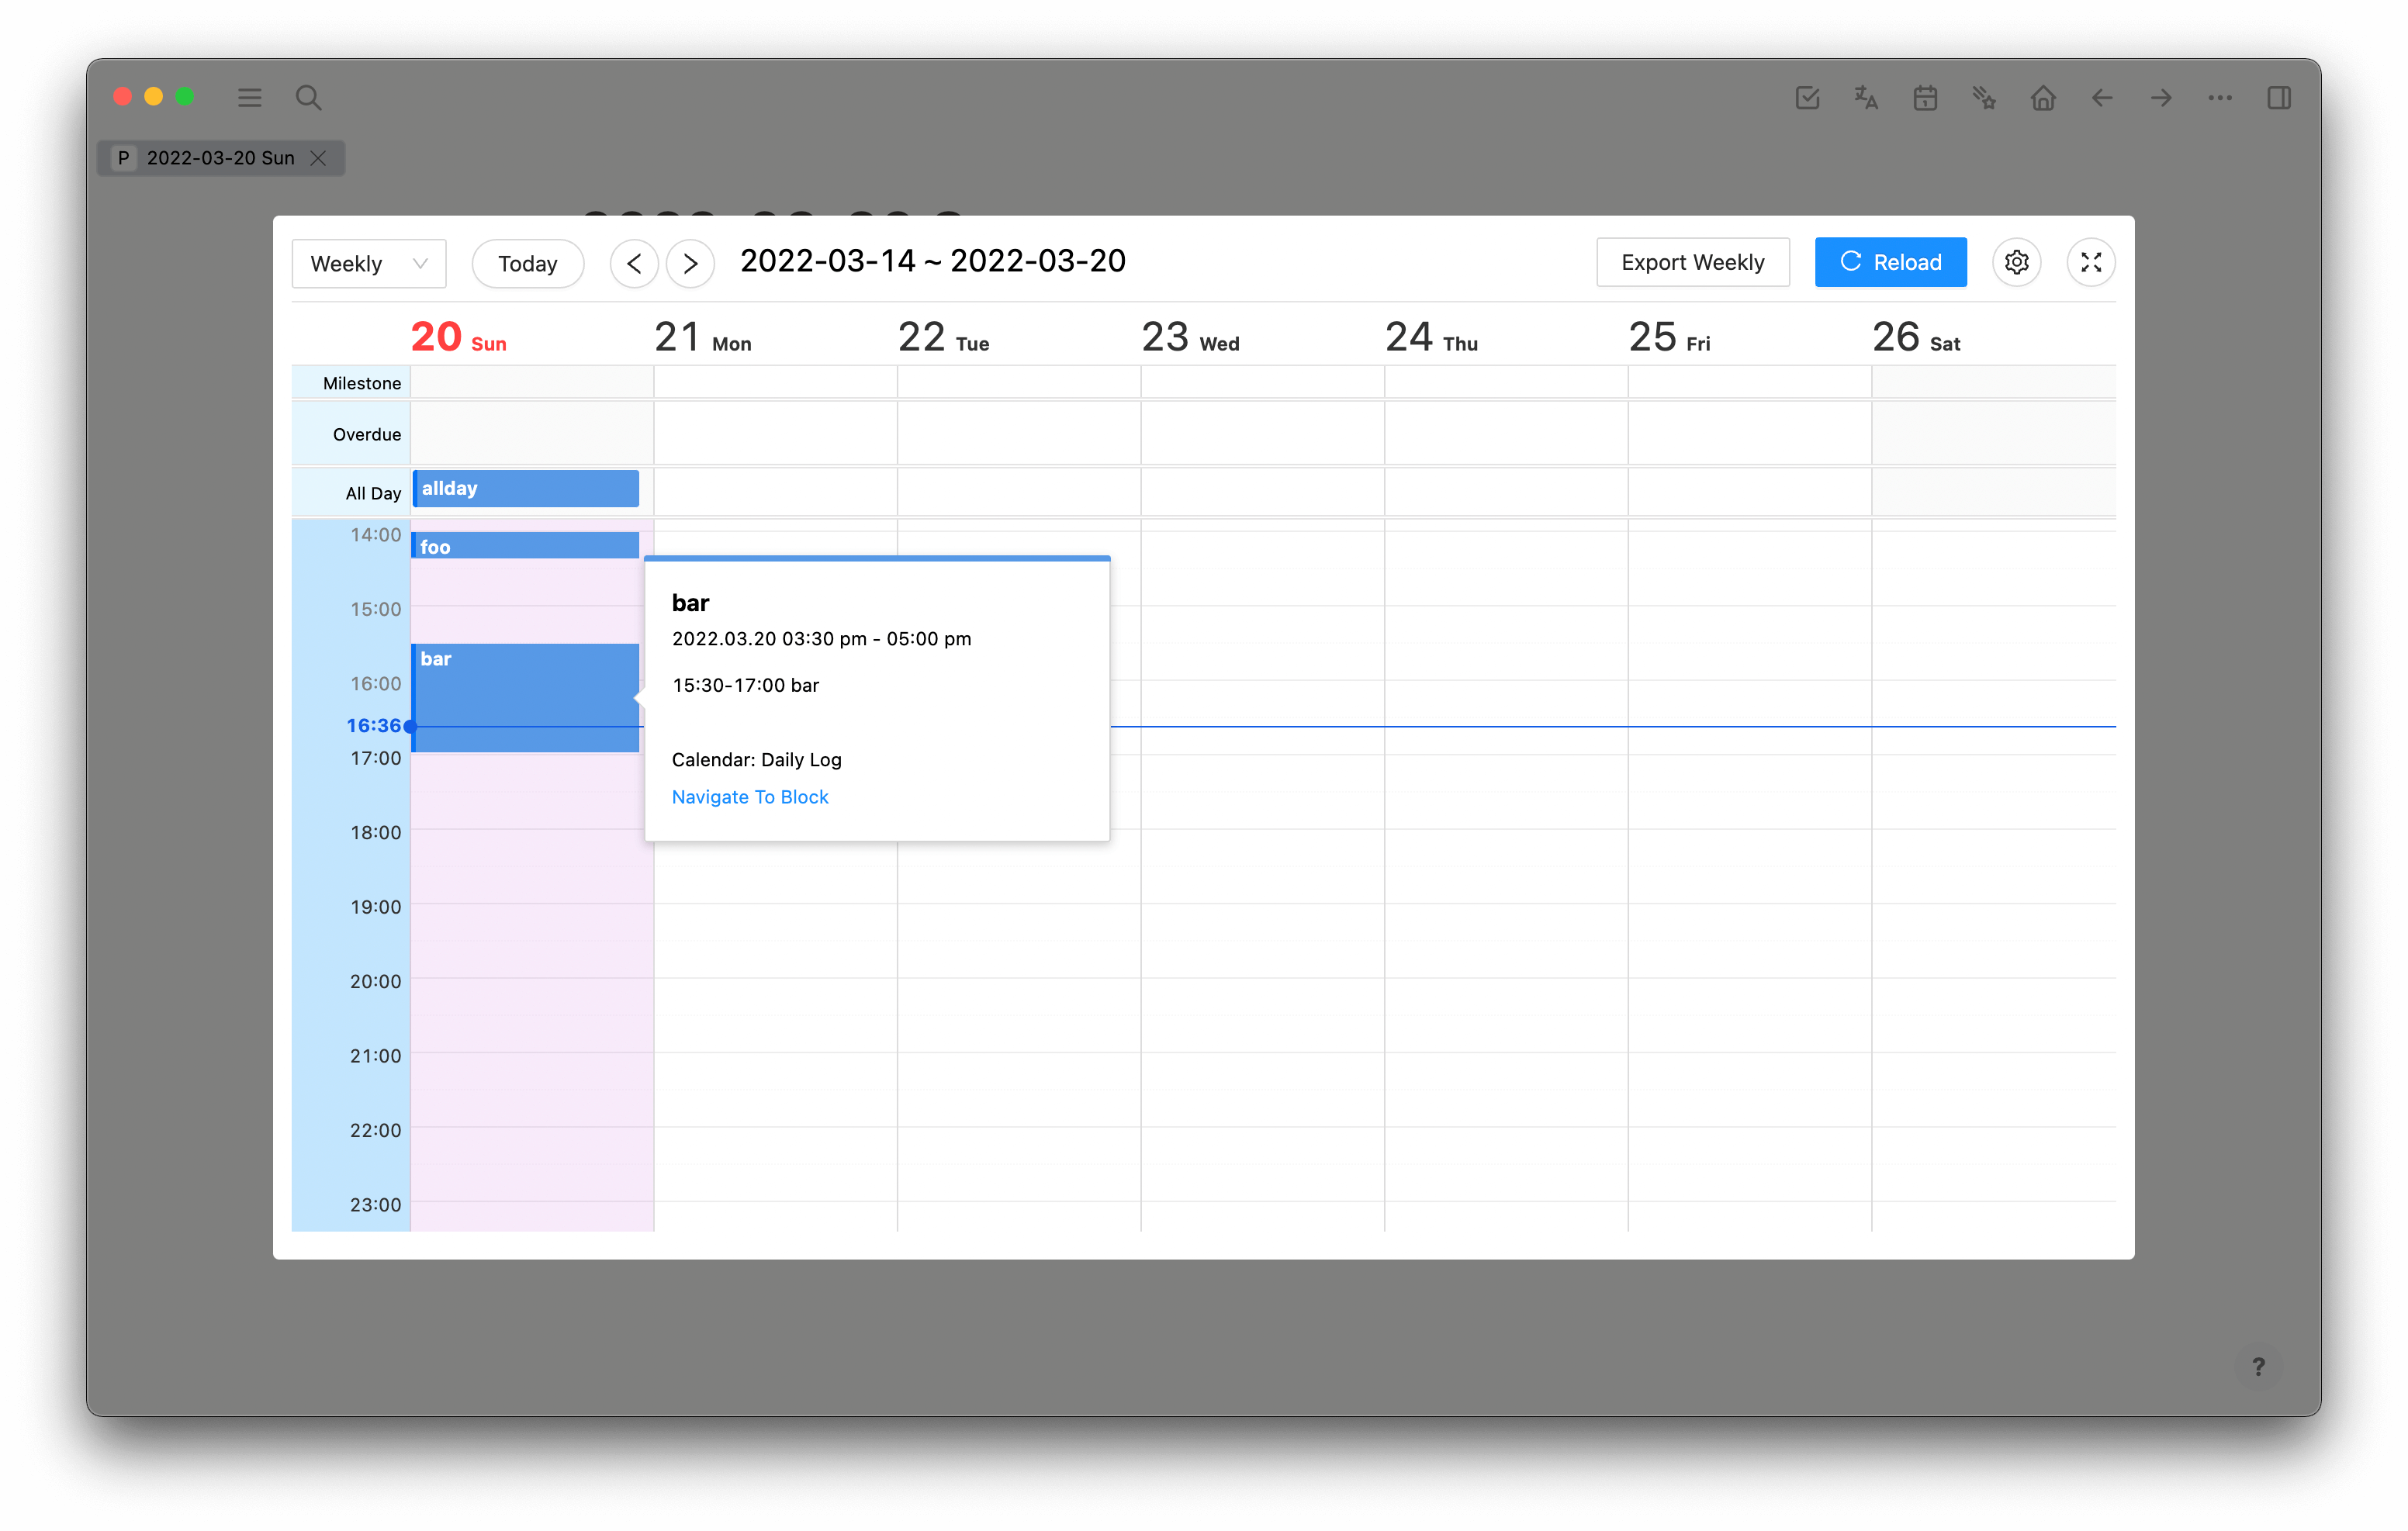 P 2022-03-20 Sun
Weekly Today 2022-03-14 ~ 2022-03-20 Export Weekly Reload
20 Sun 21 Mon 22 Tue 23 Wed 24 Thu 25 Fri 26 Sat
Milestone
Overdue
All Day allday
14:00 foo
bar
2022.03.20 03:30 pm - 05:00 pm
15:30-17:00 bar
Calendar: Daily Log
Navigate To Block
15:00
bar
16:00
16:36
17:00
18:00
19:00
20:00
21:00
22:00
23:00
?